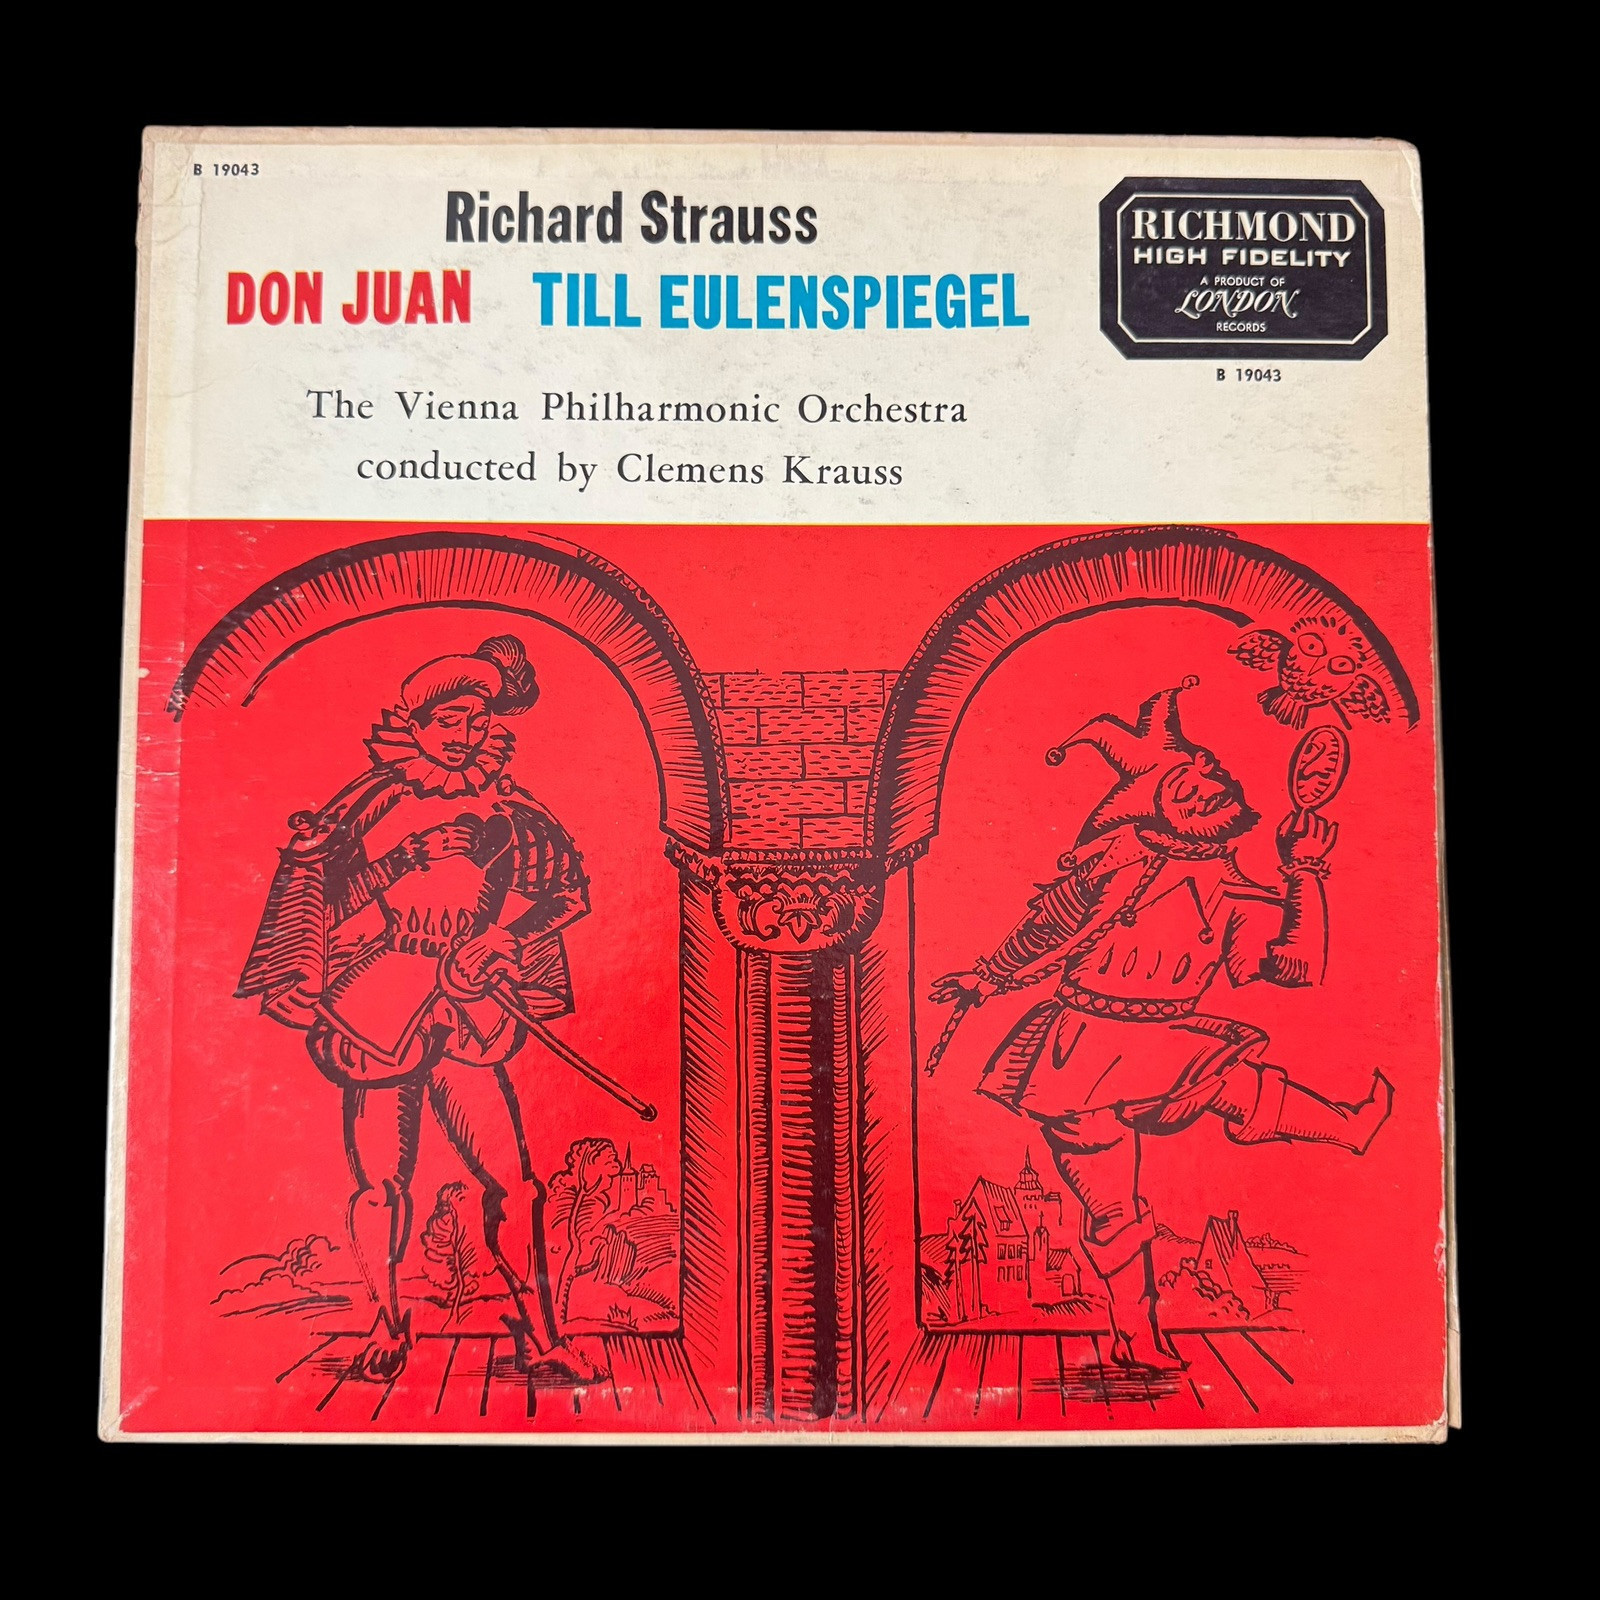 B 19043
Richard Strauss
DON JUAN TILL EULENSPIEGEL
The Vienna Philharmonic Orchestra
conducted by Clemens Krauss
RICHMOND
HIGH FIDELITY
A PRODUCT OF
LONDON
RECORDS
B 19043